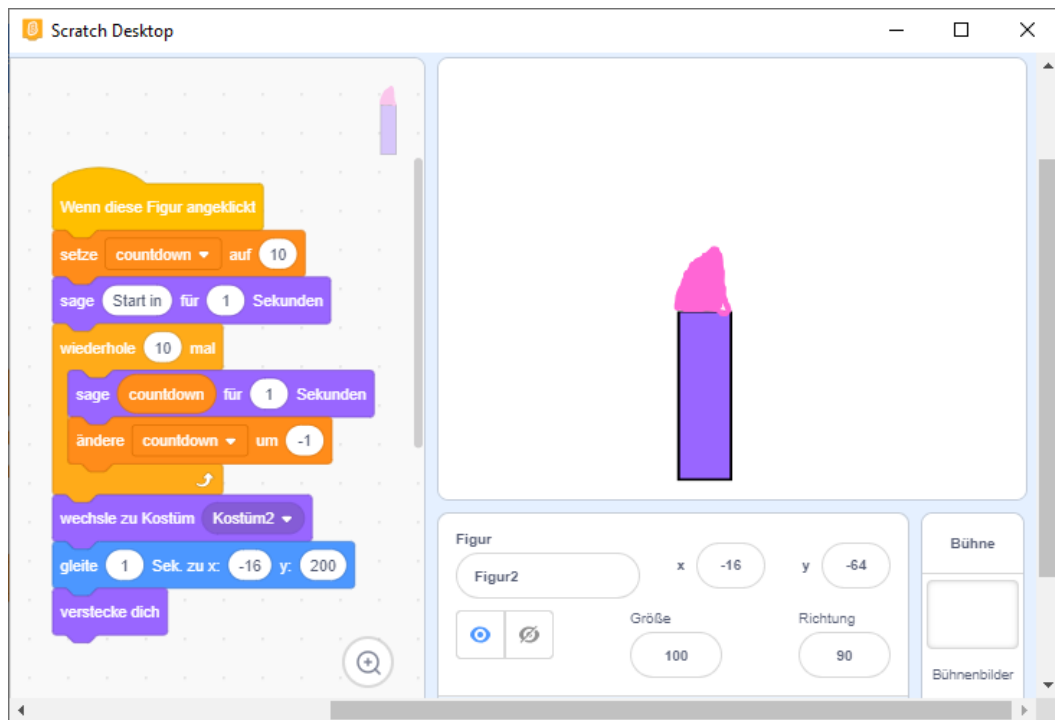 Scratch Desktop
Wenn diese Figur angeklickt
setze countdown auf 10
sage Start in für 1 Sekunden
wiederhole 10 mal
sage countdown für 1 Sekunden
ändere countdown um -1
wechsle zu Kostüm Kostüm2
gleite 1 Sek. zu x: -16 y: 200
verstecke dich
Figur
Figur2
x -16
y -64
Größe
100
Richtung
90
Bühne
Bühnenbilder